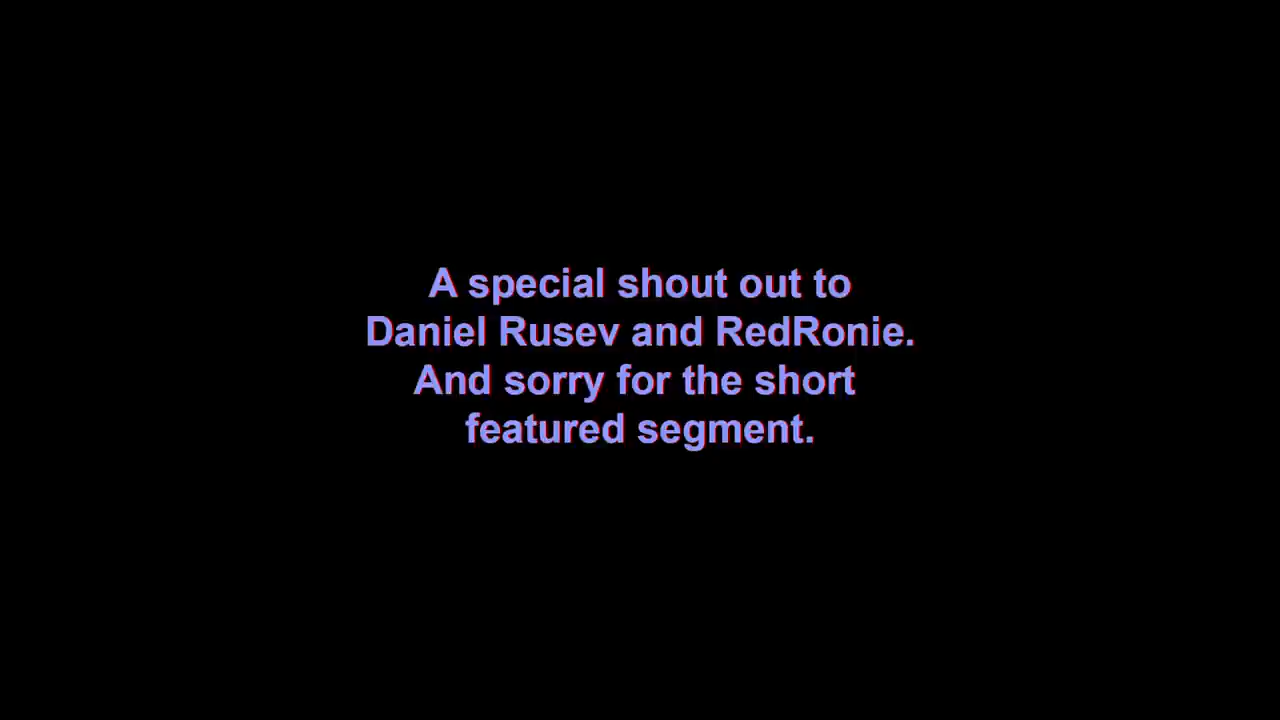 A special shout out to
Daniel Rusev and RedRonie.
And sorry for the short
featured segment.